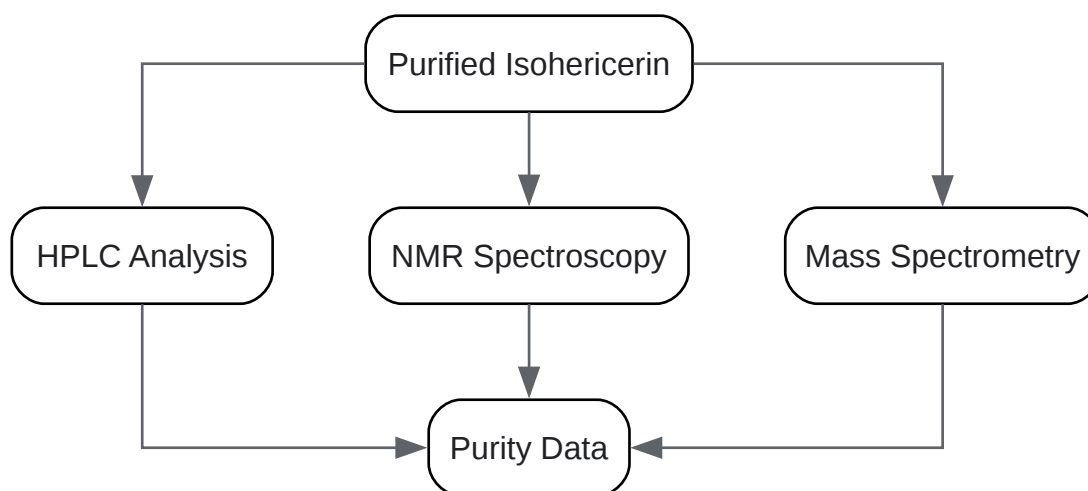 Purified Isohericerin
HPLC Analysis
NMR Spectroscopy
Mass Spectrometry
Purity Data